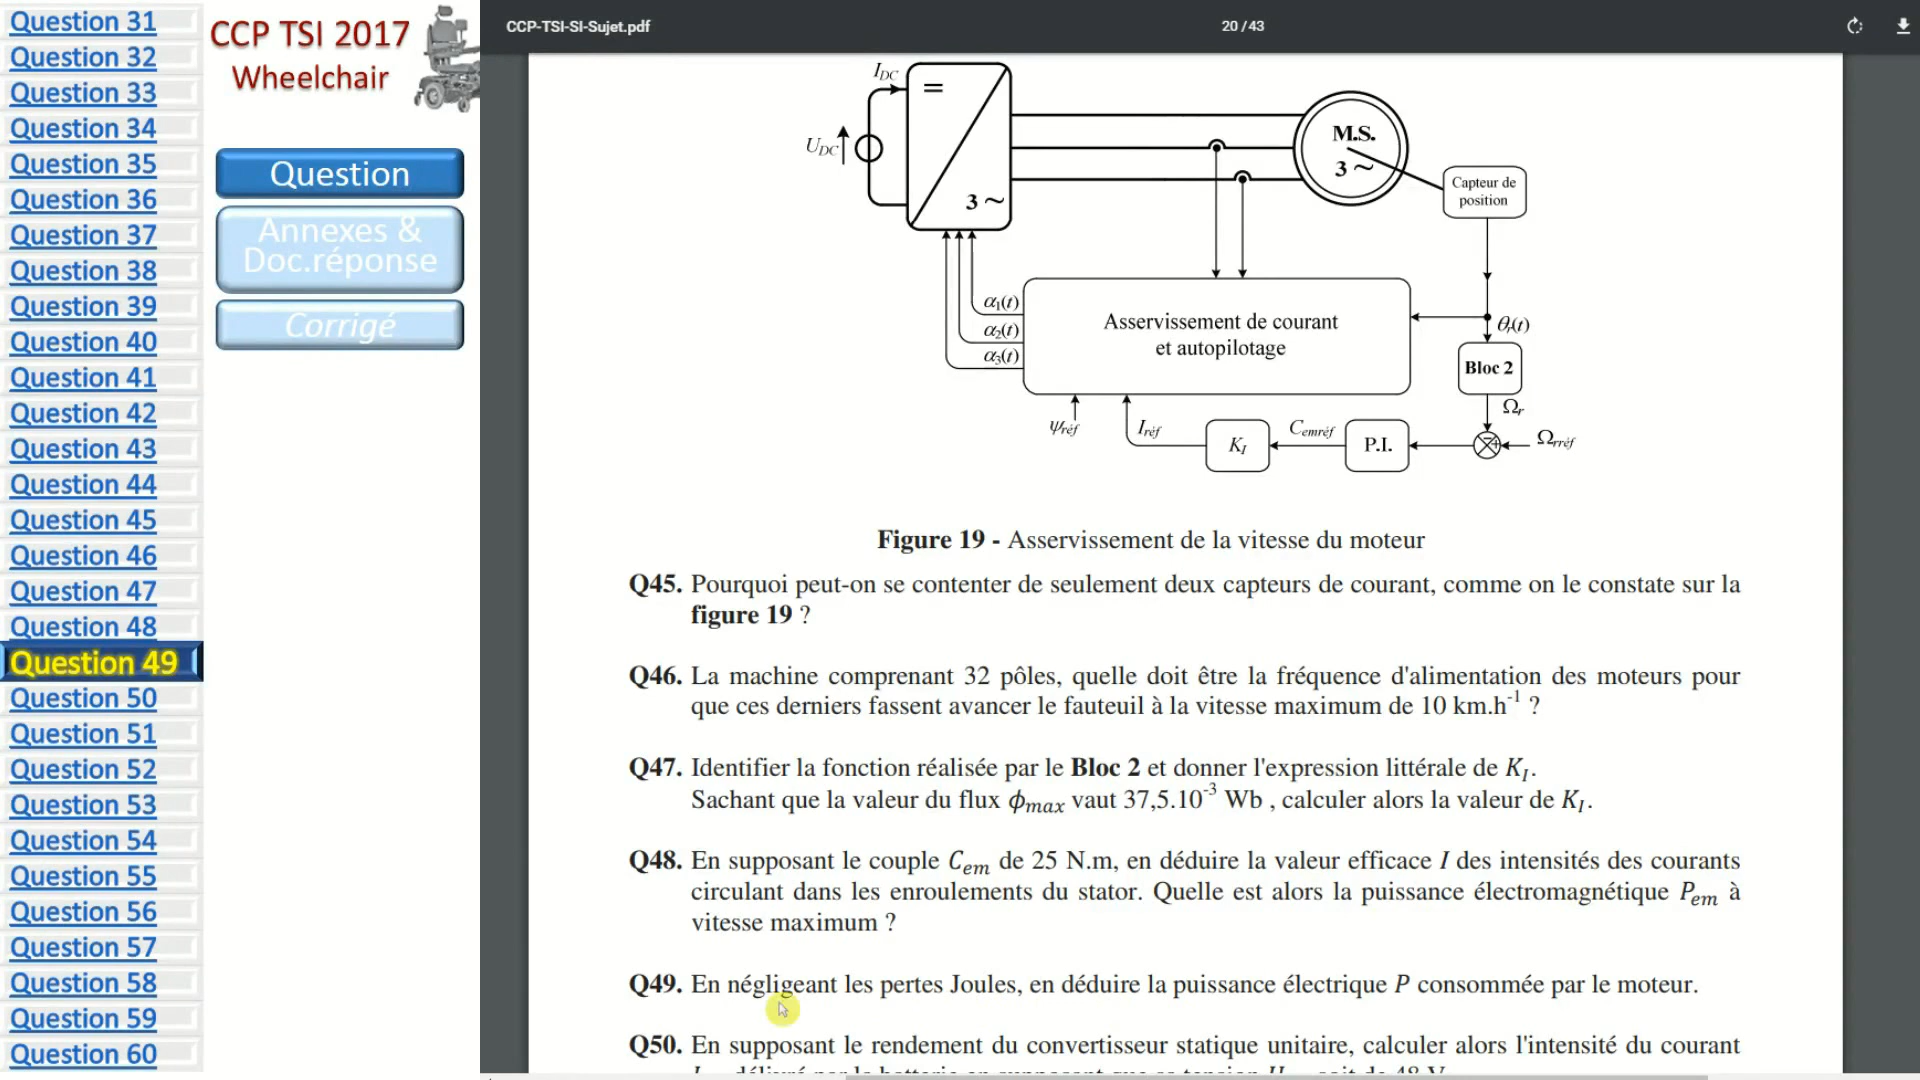 Question 31
Question 32
Question 33
Question 34
Question 35
Question 36
Question 37
Question 38
Question 39
Question 40
Question 41
Question 42
Question 43
Question 44
Question 45
Question 46
Question 47
Question 48
Question 49
Question 50
Question 51
Question 52
Question 53
Question 54
Question 55
Question 56
Question 57
Question 58
Question 59
Question 60
CCP TSI 2017
Wheelchair
Question
Annexes &
Doc.réponse
Corrigé
CCP-TSI-SI-Sujet.pdf
20 / 43
I_DC
=
U_DC
3 ~
M.S.
3 ~
Capteur de
position
α1(t)
α2(t)
α3(t)
Asservissement de courant
et autopilotage
θr(t)
Bloc 2
Ωr
ψréf
Iréf
K_I
Cemréf
P.I.
Ωrréf
Figure 19 - Asservissement de la vitesse du moteur
Q45. Pourquoi peut-on se contenter de seulement deux capteurs de courant, comme on le constate sur la
figure 19 ?
Q46. La machine comprenant 32 pôles, quelle doit être la fréquence d'alimentation des moteurs pour
que ces derniers fassent avancer le fauteuil à la vitesse maximum de 10 km.h⁻¹ ?
Q47. Identifier la fonction réalisée par le Bloc 2 et donner l'expression littérale de K_I.
Sachant que la valeur du flux ϕmax vaut 37,5.10⁻³ Wb , calculer alors la valeur de K_I.
Q48. En supposant le couple Cem de 25 N.m, en déduire la valeur efficace I des intensités des courants
circulant dans les enroulements du stator. Quelle est alors la puissance électromagnétique Pem à
vitesse maximum ?
Q49. En négligeant les pertes Joules, en déduire la puissance électrique P consommée par le moteur.
Q50. En supposant le rendement du convertisseur statique unitaire, calculer alors l'intensité du courant